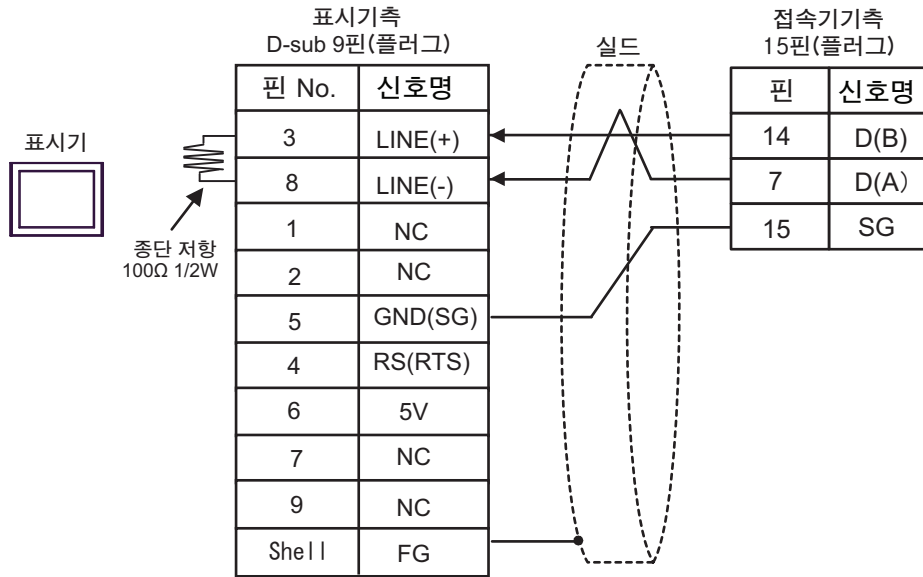 표시기측
D-sub 9핀(플러그)
실드
접속기기측
15핀(플러그)
핀 No. 신호명
3 LINE(+)
8 LINE(-)
1 NC
2 NC
5 GND(SG)
4 RS(RTS)
6 5V
7 NC
9 NC
Shell FG
핀 신호명
14 D(B)
7 D(A)
15 SG
표시기
종단 저항
100Ω 1/2W